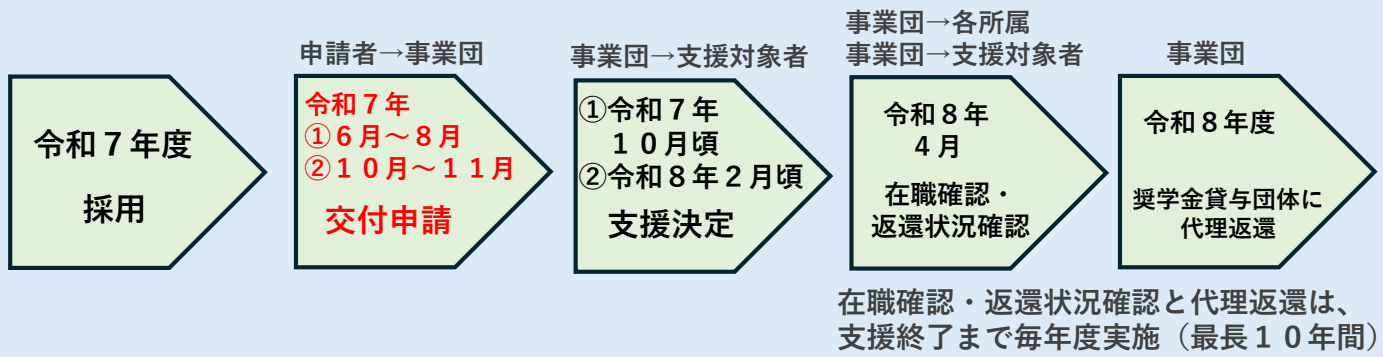 令和７年度
採用
申請者→事業団
令和７年
①６月～８月
②１０月～１１月
交付申請
事業団→支援対象者
①令和７年
１０月頃
②令和８年２月頃
支援決定
事業団→各所属
事業団→支援対象者
令和８年
４月
在職確認・
返還状況確認
事業団
令和８年度
奨学金貸与団体に
代理返還
在職確認・返還状況確認と代理返還は、
支援終了まで毎年度実施（最長１０年間）